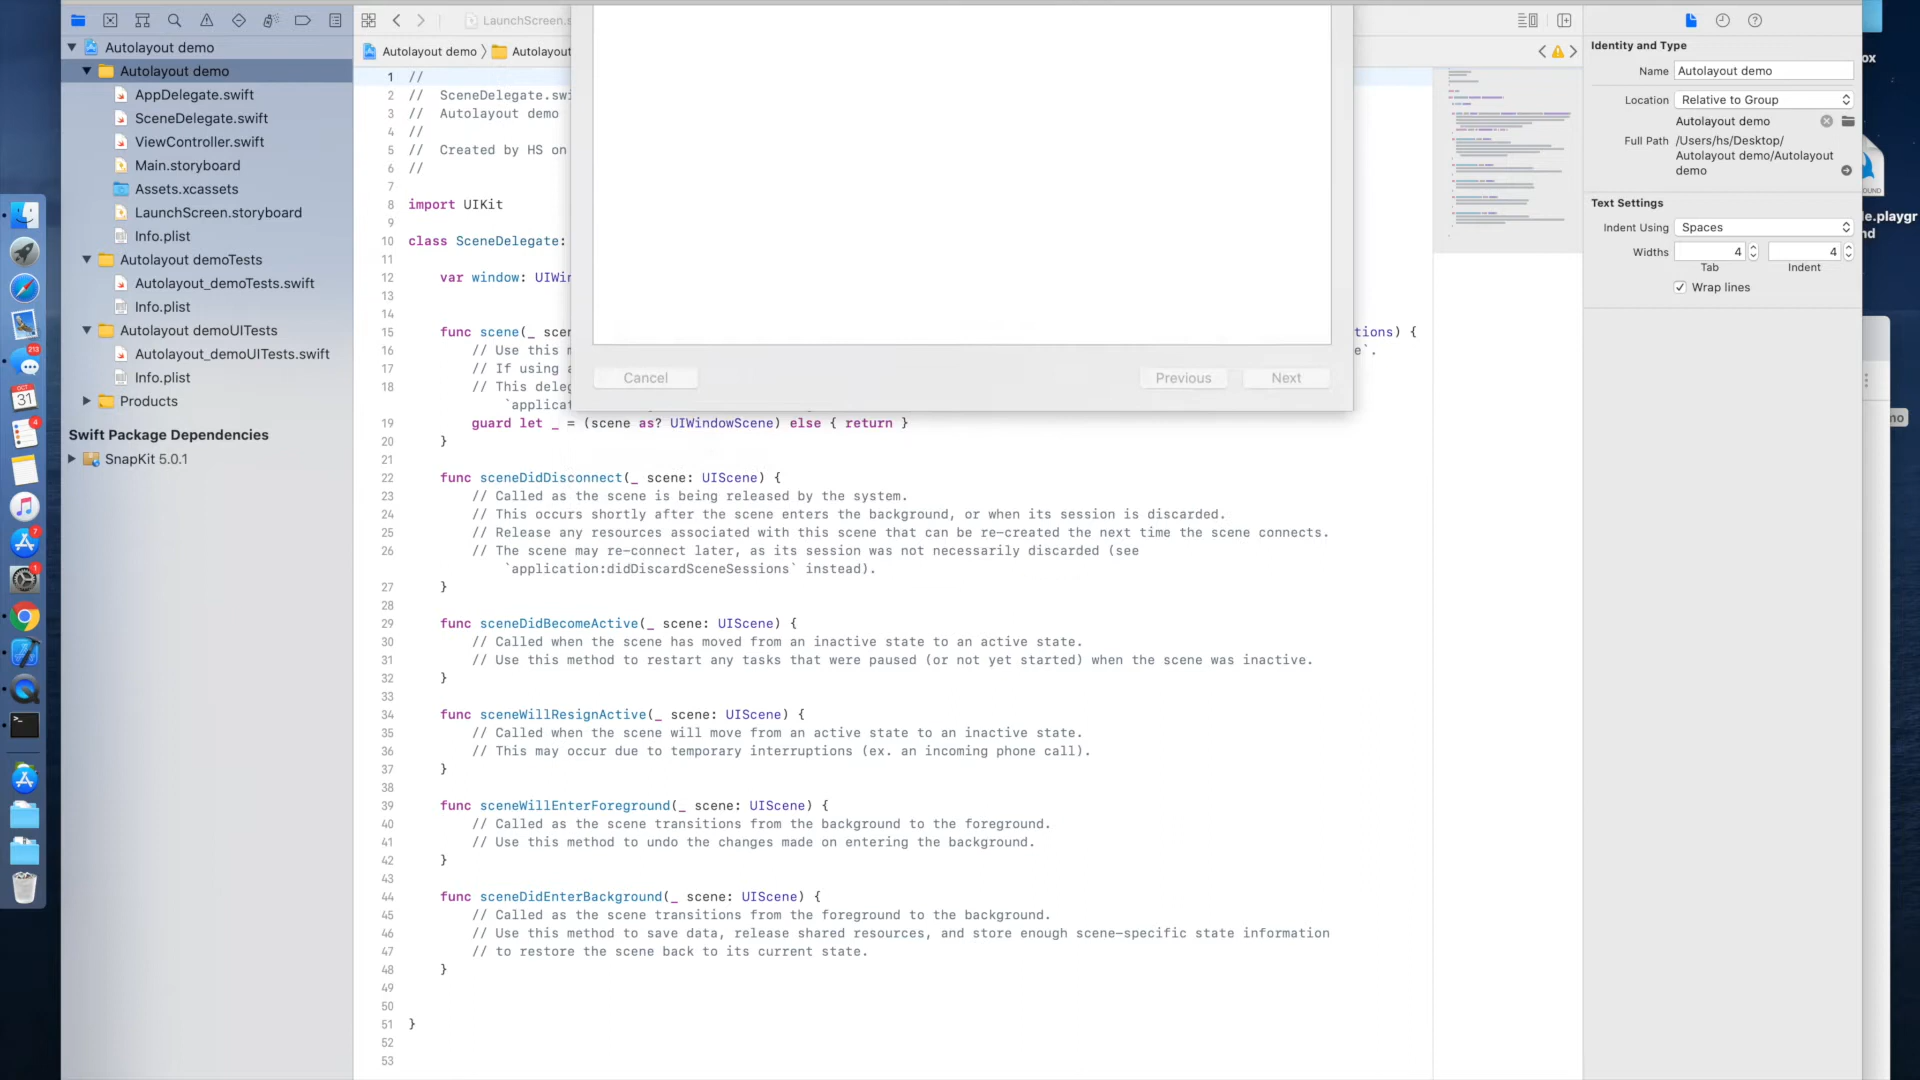 Autolayout demo
Autolayout demo
AppDelegate.swift
SceneDelegate.swift
ViewController.swift
Main.storyboard
Assets.xcassets
LaunchScreen.storyboard
Info.plist
Autolayout demoTests
Autolayout_demoTests.swift
Info.plist
Autolayout demoUITests
Autolayout_demoUITests.swift
Info.plist
Products
Swift Package Dependencies
SnapKit 5.0.1
213
OCT
31
4
7
1
LaunchScreen.s
Autolayout demo
Autolayout
1 //
2 // SceneDelegate.swi
3 // Autolayout demo
4 //
5 // Created by HS on
6 //
7
8 import UIKit
9
10 class SceneDelegate:
11
12 var window: UIWin
13
14
15 func scene(_ scen tions) {
16 // Use this m e`.
17 // If using a
18 // This deleg
`applicat
19 guard let _ = (scene as? UIWindowScene) else { return }
20 }
21
22 func sceneDidDisconnect(_ scene: UIScene) {
23 // Called as the scene is being released by the system.
24 // This occurs shortly after the scene enters the background, or when its session is discarded.
25 // Release any resources associated with this scene that can be re-created the next time the scene connects.
26 // The scene may re-connect later, as its session was not necessarily discarded (see
`application:didDiscardSceneSessions` instead).
27 }
28
29 func sceneDidBecomeActive(_ scene: UIScene) {
30 // Called when the scene has moved from an inactive state to an active state.
31 // Use this method to restart any tasks that were paused (or not yet started) when the scene was inactive.
32 }
33
34 func sceneWillResignActive(_ scene: UIScene) {
35 // Called when the scene will move from an active state to an inactive state.
36 // This may occur due to temporary interruptions (ex. an incoming phone call).
37 }
38
39 func sceneWillEnterForeground(_ scene: UIScene) {
40 // Called as the scene transitions from the background to the foreground.
41 // Use this method to undo the changes made on entering the background.
42 }
43
44 func sceneDidEnterBackground(_ scene: UIScene) {
45 // Called as the scene transitions from the foreground to the background.
46 // Use this method to save data, release shared resources, and store enough scene-specific state information
47 // to restore the scene back to its current state.
48 }
49
50
51 }
52
53
Cancel
Previous
Next
Identity and Type
Name Autolayout demo
Location Relative to Group
Autolayout demo
Full Path /Users/hs/Desktop/
Autolayout demo/Autolayout
demo
Text Settings
Indent Using Spaces
Widths 4 4
Tab Indent
Wrap lines
ox
OUND
le.playgr
nd
mo